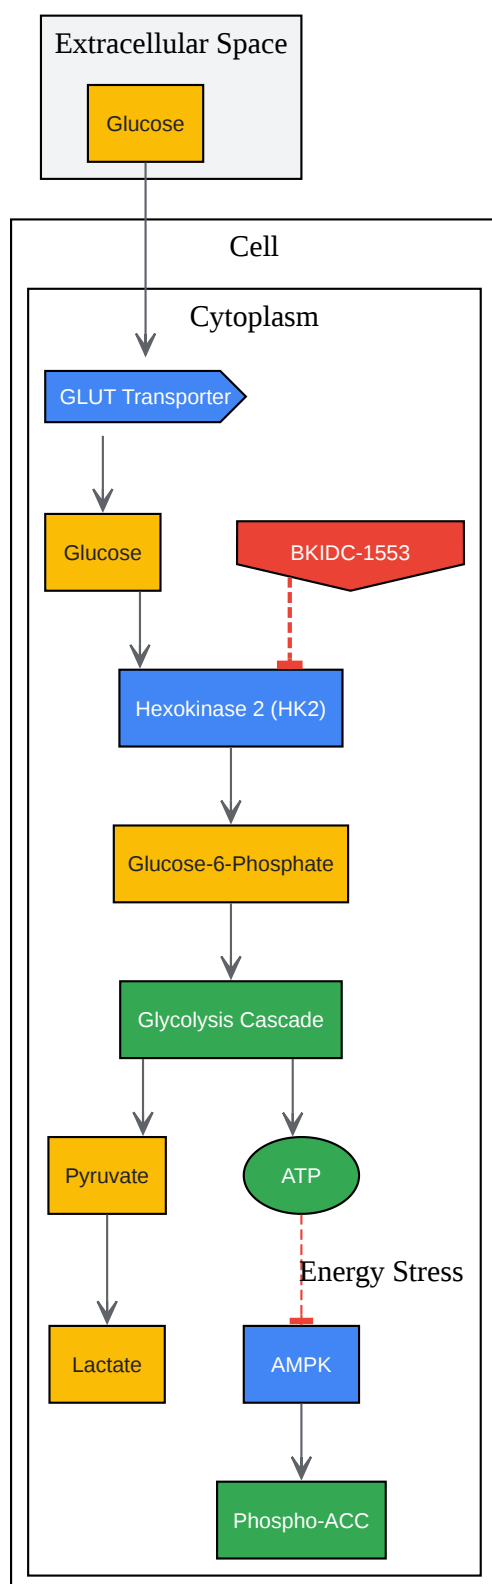 Extracellular Space
Glucose
Cell
Cytoplasm
GLUT Transporter
Glucose
BKIDC-1553
Hexokinase 2 (HK2)
Glucose-6-Phosphate
Glycolysis Cascade
Pyruvate
ATP
Energy Stress
Lactate
AMPK
Phospho-ACC